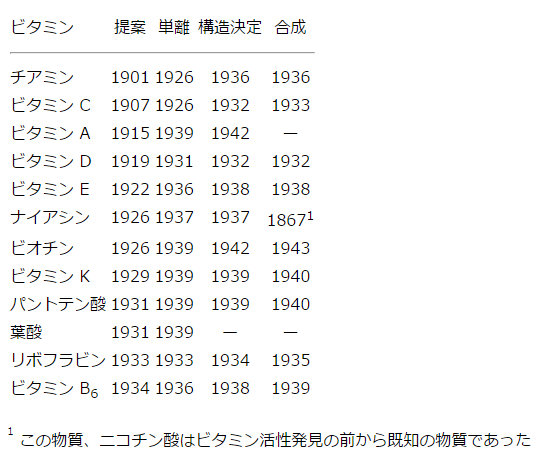 ビタミン 提案 単離 構造決定 合成
チアミン 1901 1926 1936 1936
ビタミン C 1907 1926 1932 1933
ビタミン A 1915 1939 1942 —
ビタミン D 1919 1931 1932 1932
ビタミン E 1922 1936 1938 1938
ナイアシン 1926 1937 1937 1867¹
ビオチン 1926 1939 1942 1943
ビタミン K 1929 1939 1939 1940
パントテン酸 1931 1939 1939 1940
葉酸 1931 1939 — —
リボフラビン 1933 1933 1934 1935
ビタミン B₆ 1934 1936 1938 1939
¹ この物質、ニコチン酸はビタミン活性発見の前から既知の物質であった